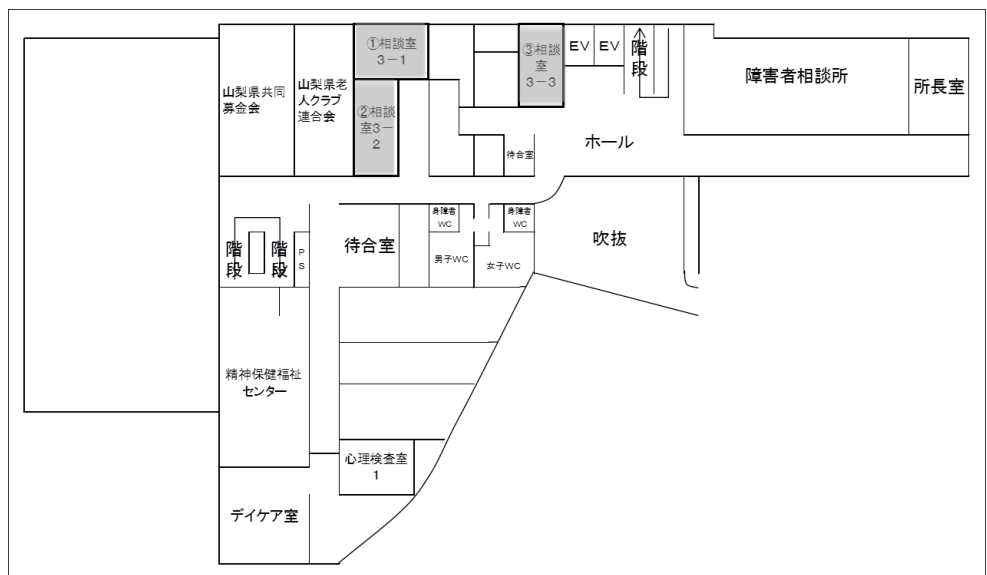 ①相談室
3－1
③相談
室
3－3
EV
EV
階段
障害者相談所
所長室
山梨県共同
募金会
山梨県老
人クラブ
連合会
②相談
室3－
2
ホール
待合室
身障者
WC
身障者
WC
階段
階段
PS
待合室
男子WC
女子WC
吹抜
精神保健福祉
センター
心理検査室
1
デイケア室